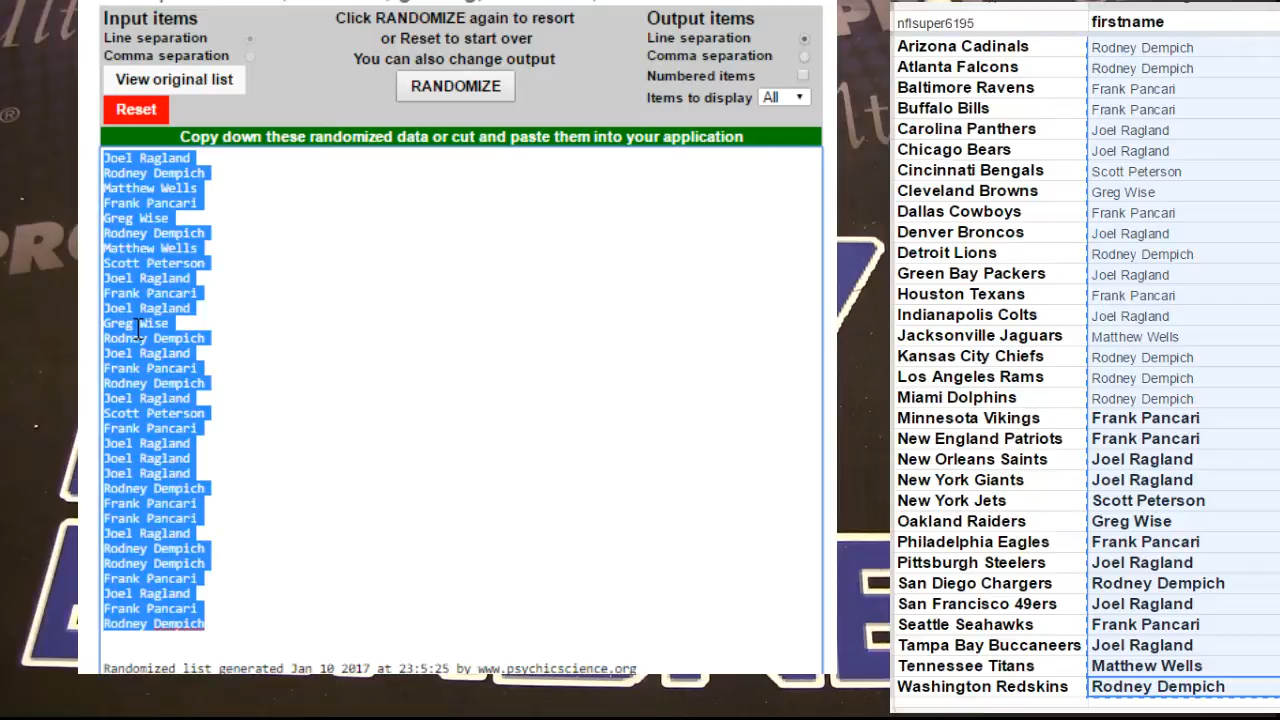 Input items
Line separation
Comma separation
View original list
Reset
Click RANDOMIZE again to resort
or Reset to start over
You can also change output
RANDOMIZE
Output items
Line separation
Comma separation
Numbered items
Items to display All
Copy down these randomized data or cut and paste them into your application
Joel Ragland
Rodney Dempich
Matthew Wells
Frank Pancari
Greg Wise
Rodney Dempich
Matthew Wells
Scott Peterson
Joel Ragland
Frank Pancari
Joel Ragland
Greg Wise
Rodney Dempich
Joel Ragland
Frank Pancari
Rodney Dempich
Joel Ragland
Scott Peterson
Frank Pancari
Joel Ragland
Joel Ragland
Joel Ragland
Rodney Dempich
Frank Pancari
Frank Pancari
Joel Ragland
Rodney Dempich
Rodney Dempich
Frank Pancari
Joel Ragland
Frank Pancari
Rodney Dempich
Randomized list generated Jan 10 2017 at 23:5:25 by www.psychicscience.org
nflsuper6195 firstname
Arizona Cadinals Rodney Dempich
Atlanta Falcons Rodney Dempich
Baltimore Ravens Frank Pancari
Buffalo Bills Frank Pancari
Carolina Panthers Joel Ragland
Chicago Bears Joel Ragland
Cincinnati Bengals Scott Peterson
Cleveland Browns Greg Wise
Dallas Cowboys Frank Pancari
Denver Broncos Joel Ragland
Detroit Lions Rodney Dempich
Green Bay Packers Joel Ragland
Houston Texans Frank Pancari
Indianapolis Colts Joel Ragland
Jacksonville Jaguars Matthew Wells
Kansas City Chiefs Rodney Dempich
Los Angeles Rams Rodney Dempich
Miami Dolphins Rodney Dempich
Minnesota Vikings Frank Pancari
New England Patriots Frank Pancari
New Orleans Saints Joel Ragland
New York Giants Joel Ragland
New York Jets Scott Peterson
Oakland Raiders Greg Wise
Philadelphia Eagles Frank Pancari
Pittsburgh Steelers Joel Ragland
San Diego Chargers Rodney Dempich
San Francisco 49ers Joel Ragland
Seattle Seahawks Frank Pancari
Tampa Bay Buccaneers Joel Ragland
Tennessee Titans Matthew Wells
Washington Redskins Rodney Dempich